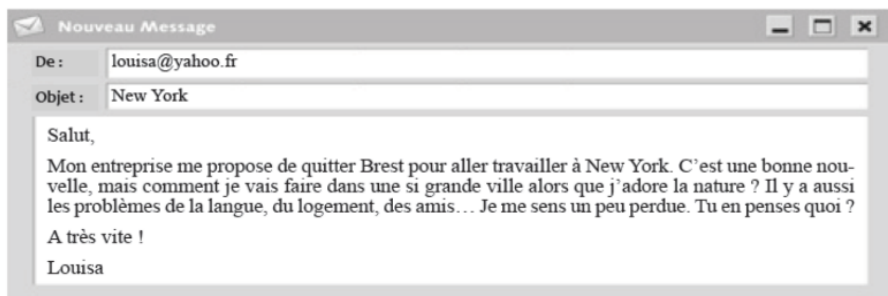 Nouveau Message
De : louisa@yahoo.fr
Objet : New York
Salut,
Mon entreprise me propose de quitter Brest pour aller travailler à New York. C’est une bonne nou-
velle, mais comment je vais faire dans une si grande ville alors que j’adore la nature ? Il y a aussi
les problèmes de la langue, du logement, des amis… Je me sens un peu perdue. Tu en penses quoi ?
A très vite !
Louisa